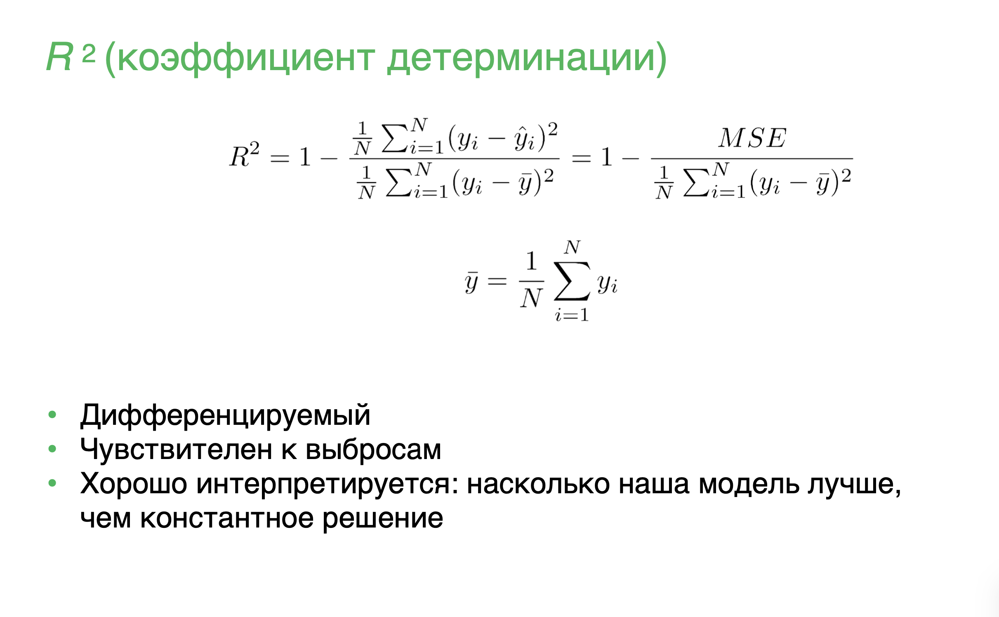 R ² (коэффициент детерминации)
R² = 1 − \frac{\frac{1}{N} \sum_{i=1}^{N} (y_i − \hat{y}_i)^2}{\frac{1}{N} \sum_{i=1}^{N} (y_i − \bar{y})^2} = 1 − \frac{MSE}{\frac{1}{N} \sum_{i=1}^{N} (y_i − \bar{y})^2}
\bar{y} = \frac{1}{N} \sum_{i=1}^{N} y_i
• Дифференцируемый
• Чувствителен к выбросам
• Хорошо интерпретируется: насколько наша модель лучше,
чем константное решение